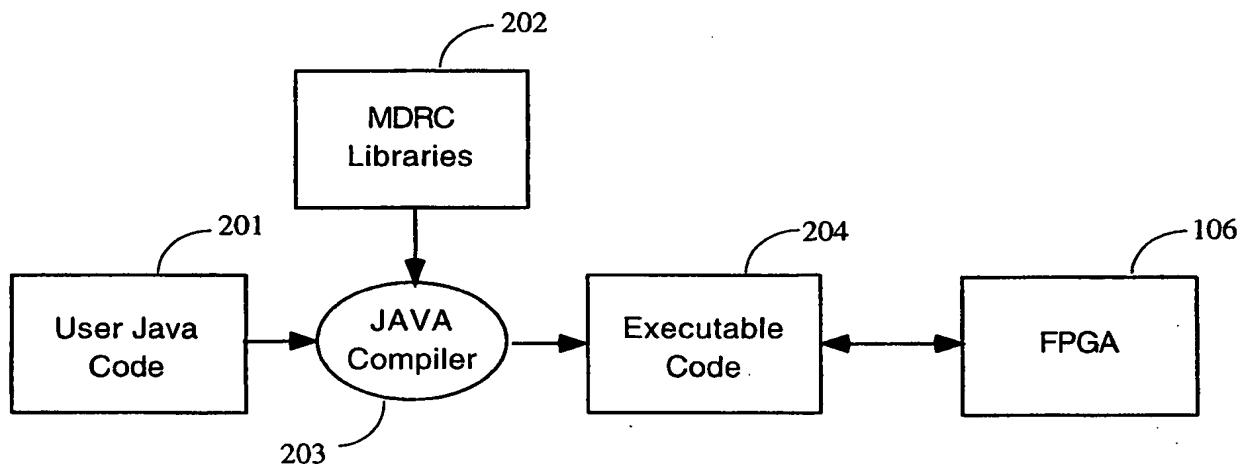 202
MDRC
Libraries
201
204
106
User Java
Code
JAVA
Compiler
Executable
Code
FPGA
203